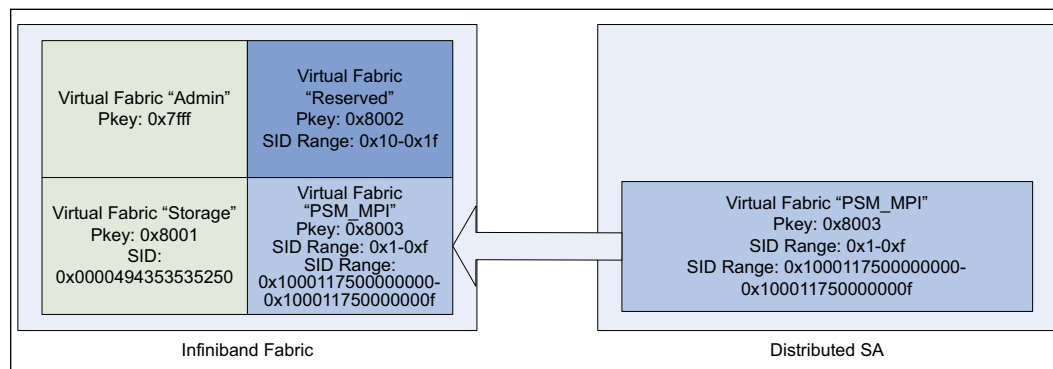 Virtual Fabric “Admin”
Pkey: 0x7fff
Virtual Fabric
“Reserved”
Pkey: 0x8002
SID Range: 0x10-0x1f
Virtual Fabric “Storage”
Pkey: 0x8001
SID:
0x0000494353535250
Virtual Fabric
“PSM_MPI”
Pkey: 0x8003
SID Range: 0x1-0xf
SID Range:
0x1000117500000000-
0x100011750000000f
Infiniband Fabric
Virtual Fabric “PSM_MPI”
Pkey: 0x8003
SID Range: 0x1-0xf
SID Range: 0x1000117500000000-
0x100011750000000f
Distributed SA